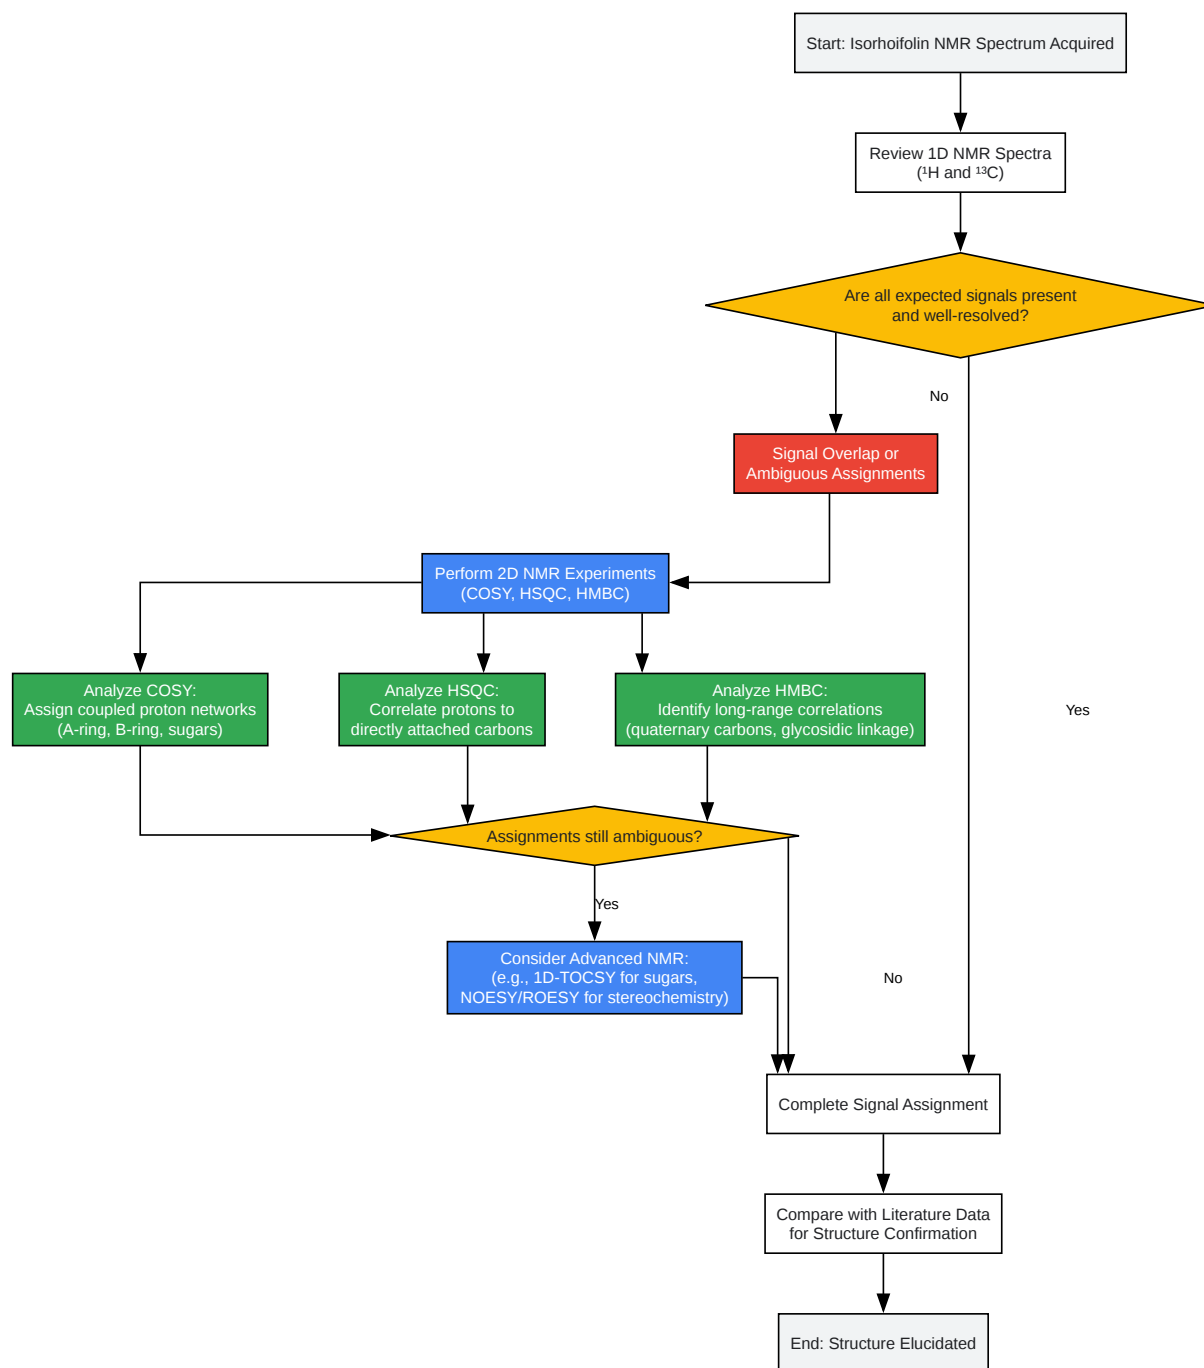 Start: Isorhoifolin NMR Spectrum Acquired
Review 1D NMR Spectra
(¹H and ¹³C)
Are all expected signals present
and well-resolved?
No
Signal Overlap or
Ambiguous Assignments
Perform 2D NMR Experiments
(COSY, HSQC, HMBC)
Analyze COSY:
Assign coupled proton networks
(A-ring, B-ring, sugars)
Analyze HSQC:
Correlate protons to
directly attached carbons
Analyze HMBC:
Identify long-range correlations
(quaternary carbons, glycosidic linkage)
Yes
Assignments still ambiguous?
Yes
Consider Advanced NMR:
(e.g., 1D-TOCSY for sugars,
NOESY/ROESY for stereochemistry)
No
Complete Signal Assignment
Compare with Literature Data
for Structure Confirmation
End: Structure Elucidated